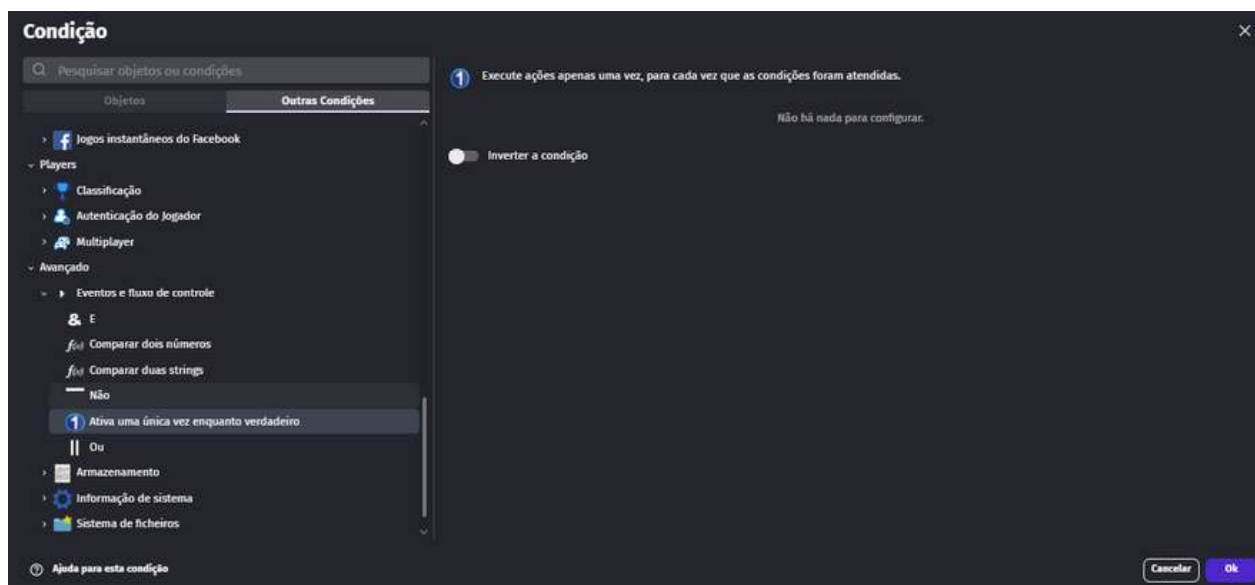 Condição
Pesquisar objetos ou condições
Objetos
Outras Condições
Jogos instantâneos do Facebook
Players
Classificação
Autenticação do Jogador
Multiplayer
Avançado
Eventos e fluxo de controle
& E
f(x) Comparar dois números
f(x) Comparar duas strings
Não
1 Ativa uma única vez enquanto verdadeiro
|| Ou
Armazenamento
Informação de sistema
Sistema de ficheiros
Ajuda para esta condição
1 Execute ações apenas uma vez, para cada vez que as condições foram atendidas.
Não há nada para configurar.
Inverter a condição
Cancelar
Ok